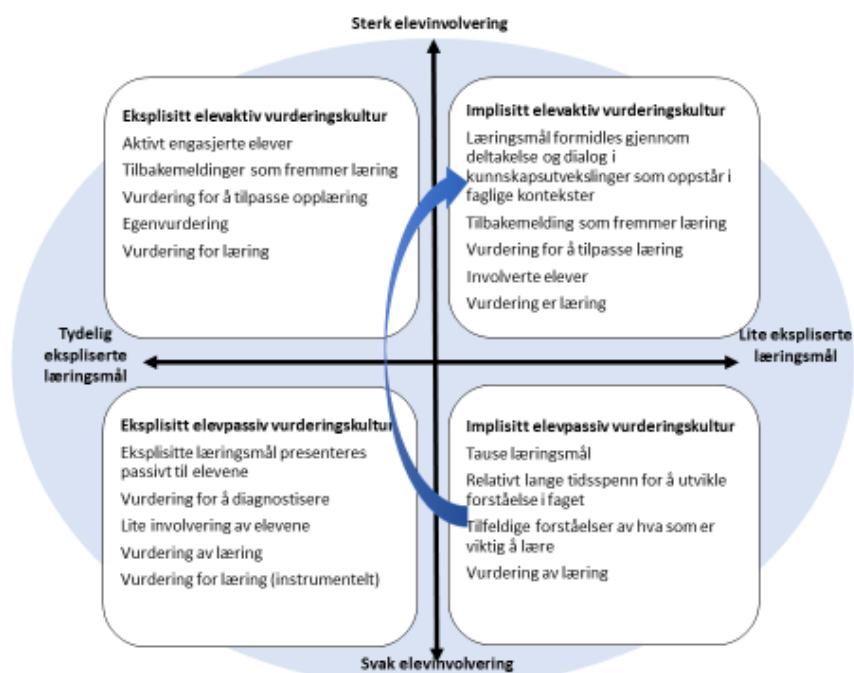 Sterk elevinvolvering
Eksplisitt elevaktiv vurderingskultur
Aktivt engasjerte elever
Tilbakemeldinger som fremmer læring
Vurdering for å tilpasse opplæring
Egenvurdering
Vurdering for læring
Implisitt elevaktiv vurderingskultur
Læringsmål formidles gjennom
deltakelse og dialog i
kunnskapsutvekslinger som oppstår i
faglige kontekster
Tilbakemelding som fremmer læring
Vurdering for å tilpasse læring
Involverte elever
Vurdering er læring
Tydelig
ekspliserte
læringsmål
Lite ekspliserte
læringsmål
Eksplisitt elevpassiv vurderingskultur
Eksplisitte læringsmål presenteres
passivt til elevene
Vurdering for å diagnostisere
Lite involvering av elevene
Vurdering av læring
Vurdering for læring (instrumentelt)
Implisitt elevpassiv vurderingskultur
Tause læringsmål
Relativt lange tidsspenn for å utvikle
forståelse i faget
Tilfeldige forståelser av hva som er
viktig å lære
Vurdering av læring
Svak elevinvolvering